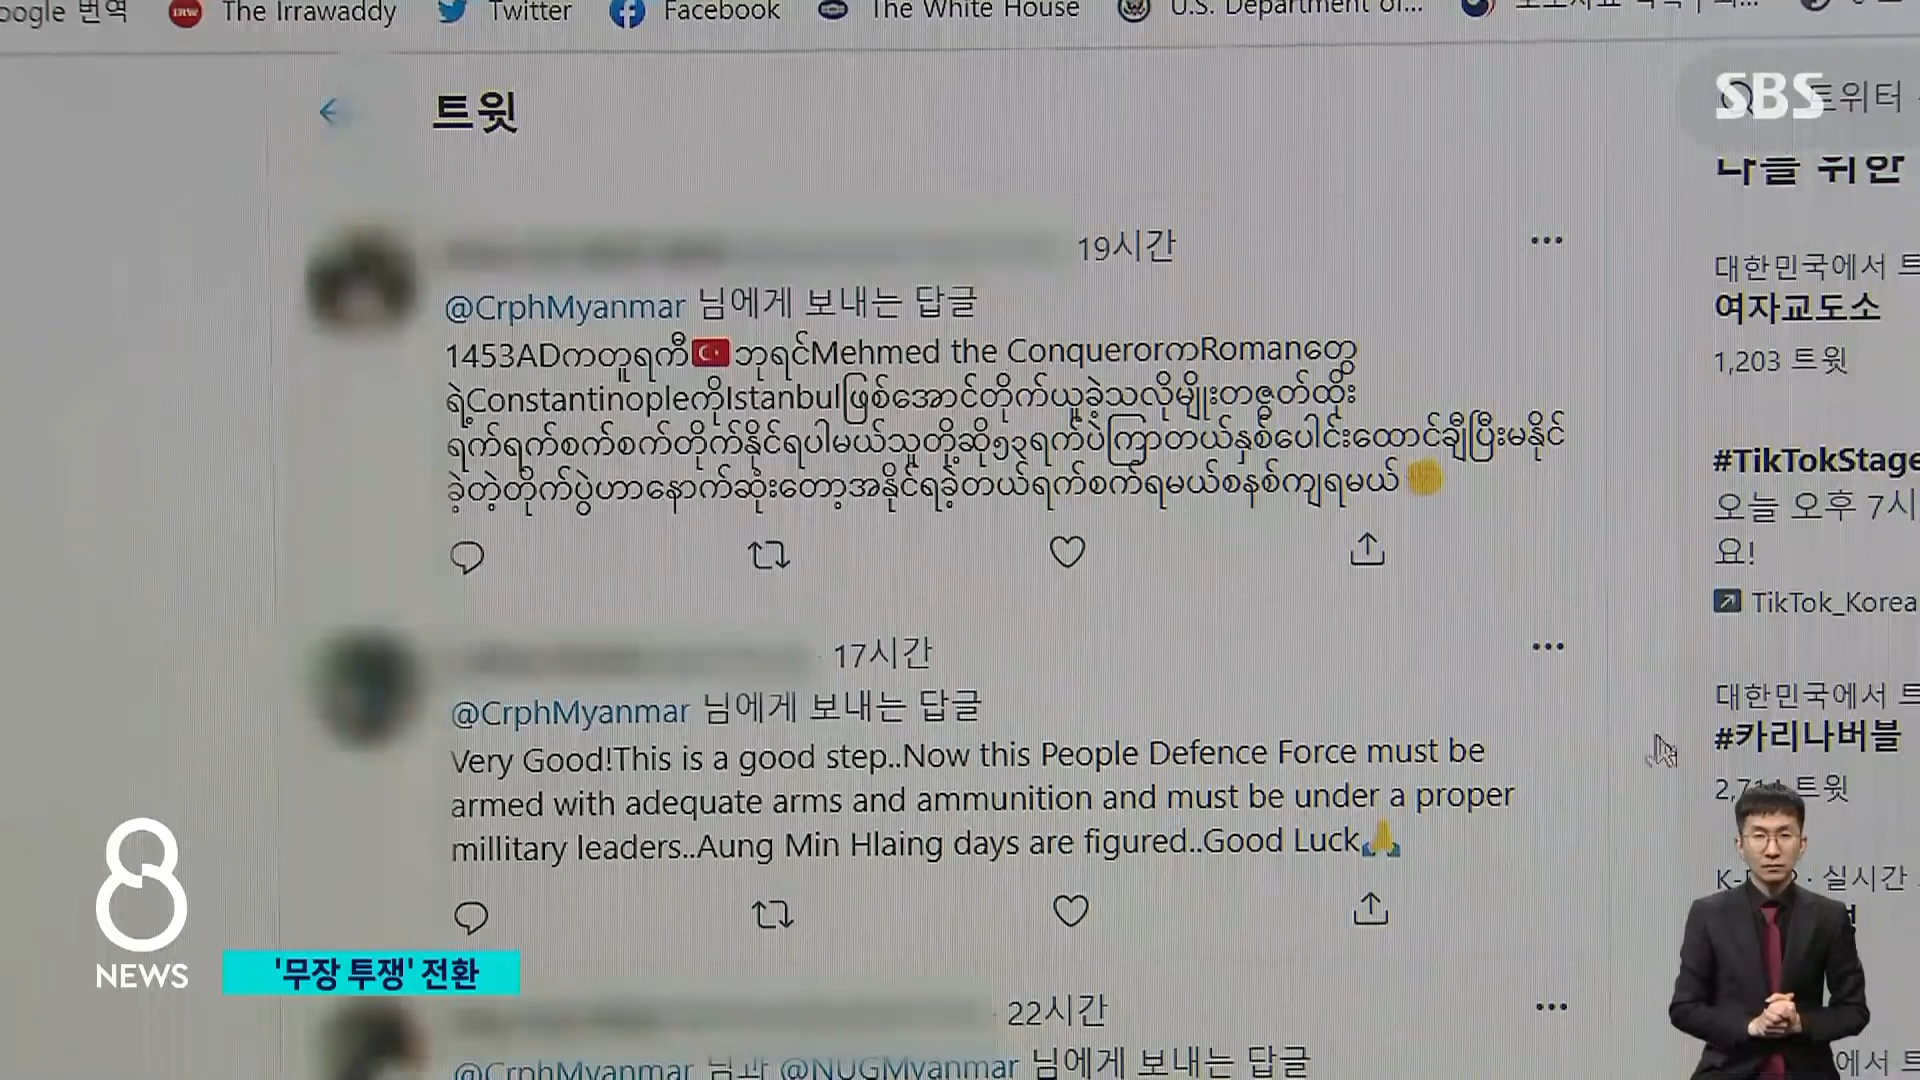 oogle 번역
The Irrawaddy
Twitter
Facebook
The White House
U.S. Department of...
트윗
SBS
트위터
나를 위한
19시간
@CrphMyanmar 님에게 보내는 답글
1453ADကတူရကီ🇹🇷ဘုရင်Mehmed the ConquerorကRomanတွေ
ရဲ့ConstantinopleကိုIstanbulဖြစ်အောင်တိုက်ယူခဲ့သလိုမျိုးတဇွတ်ထိုး
ရက်ရက်စက်စက်တိုက်နိုင်ရပါမယ်သူတို့ဆို၅၃ရက်ပဲကြာတယ်နှစ်ပေါင်းထောင်ချီပြီးမနိုင်
ခဲ့တဲ့တိုက်ပွဲဟာနောက်ဆုံးတော့အနိုင်ရခဲ့တယ်ရက်စက်ရမယ်စနစ်ကျရမယ်✊
17시간
@CrphMyanmar 님에게 보내는 답글
Very Good!This is a good step..Now this People Defence Force must be
armed with adequate arms and ammunition and must be under a proper
millitary leaders..Aung Min Hlaing days are figured..Good Luck🙏
22시간
@CrphMyanmar 님과 @NUGMyanmar 님에게 보내는 답글
대한민국에서 트
여자교도소
1,203 트윗
#TikTokStage
오늘 오후 7시
요!
TikTok_Korea
대한민국에서 트
#카리나버블
트윗
실시간
에서 트
8
NEWS
'무장 투쟁' 전환